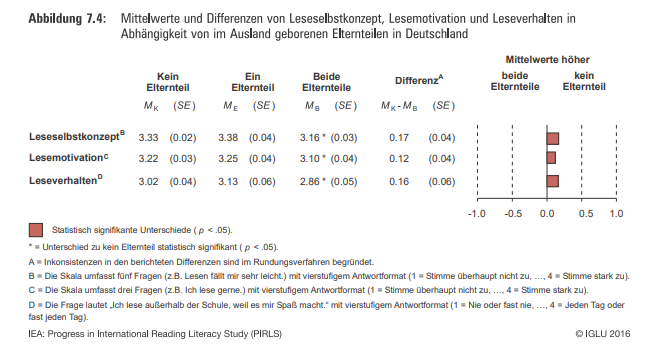 Abbildung 7.4: Mittelwerte und Differenzen von Leseselbstkonzept, Lesemotivation und Leseverhalten in
Abhängigkeit von im Ausland geborenen Elternteilen in Deutschland
Mittelwerte höher
Kein Elternteil Ein Elternteil Beide Elternteile Differenz^A beide Elternteile kein Elternteil
M_K (SE) M_E (SE) M_B (SE) M_K - M_B (SE)
Leseselbstkonzept^B 3.33 (0.02) 3.38 (0.04) 3.16 * (0.03) 0.17 (0.04)
Lesemotivation^C 3.22 (0.03) 3.25 (0.04) 3.10 * (0.04) 0.12 (0.04)
Leseverhalten^D 3.02 (0.04) 3.13 (0.06) 2.86 * (0.05) 0.16 (0.06)
-1.0 -0.5 0.0 0.5 1.0
Statistisch signifikante Unterschiede ( p < .05).
* = Unterschied zu kein Elternteil statistisch signifikant ( p < .05).
A = Inkonsistenzen in den berichteten Differenzen sind im Rundungsverfahren begründet.
B = Die Skala umfasst fünf Fragen (z.B. Lesen fällt mir sehr leicht.) mit vierstufigem Antwortformat (1 = Stimme überhaupt nicht zu, …, 4 = Stimme stark zu).
C = Die Skala umfasst drei Fragen (z.B. Ich lese gerne.) mit vierstufigem Antwortformat (1 = Stimme überhaupt nicht zu, …, 4 = Stimme stark zu).
D = Die Frage lautet „Ich lese außerhalb der Schule, weil es mir Spaß macht.“ mit vierstufigem Antwortformat (1 = Nie oder fast nie, …, 4 = Jeden Tag oder
fast jeden Tag).
IEA: Progress in International Reading Literacy Study (PIRLS) © IGLU 2016